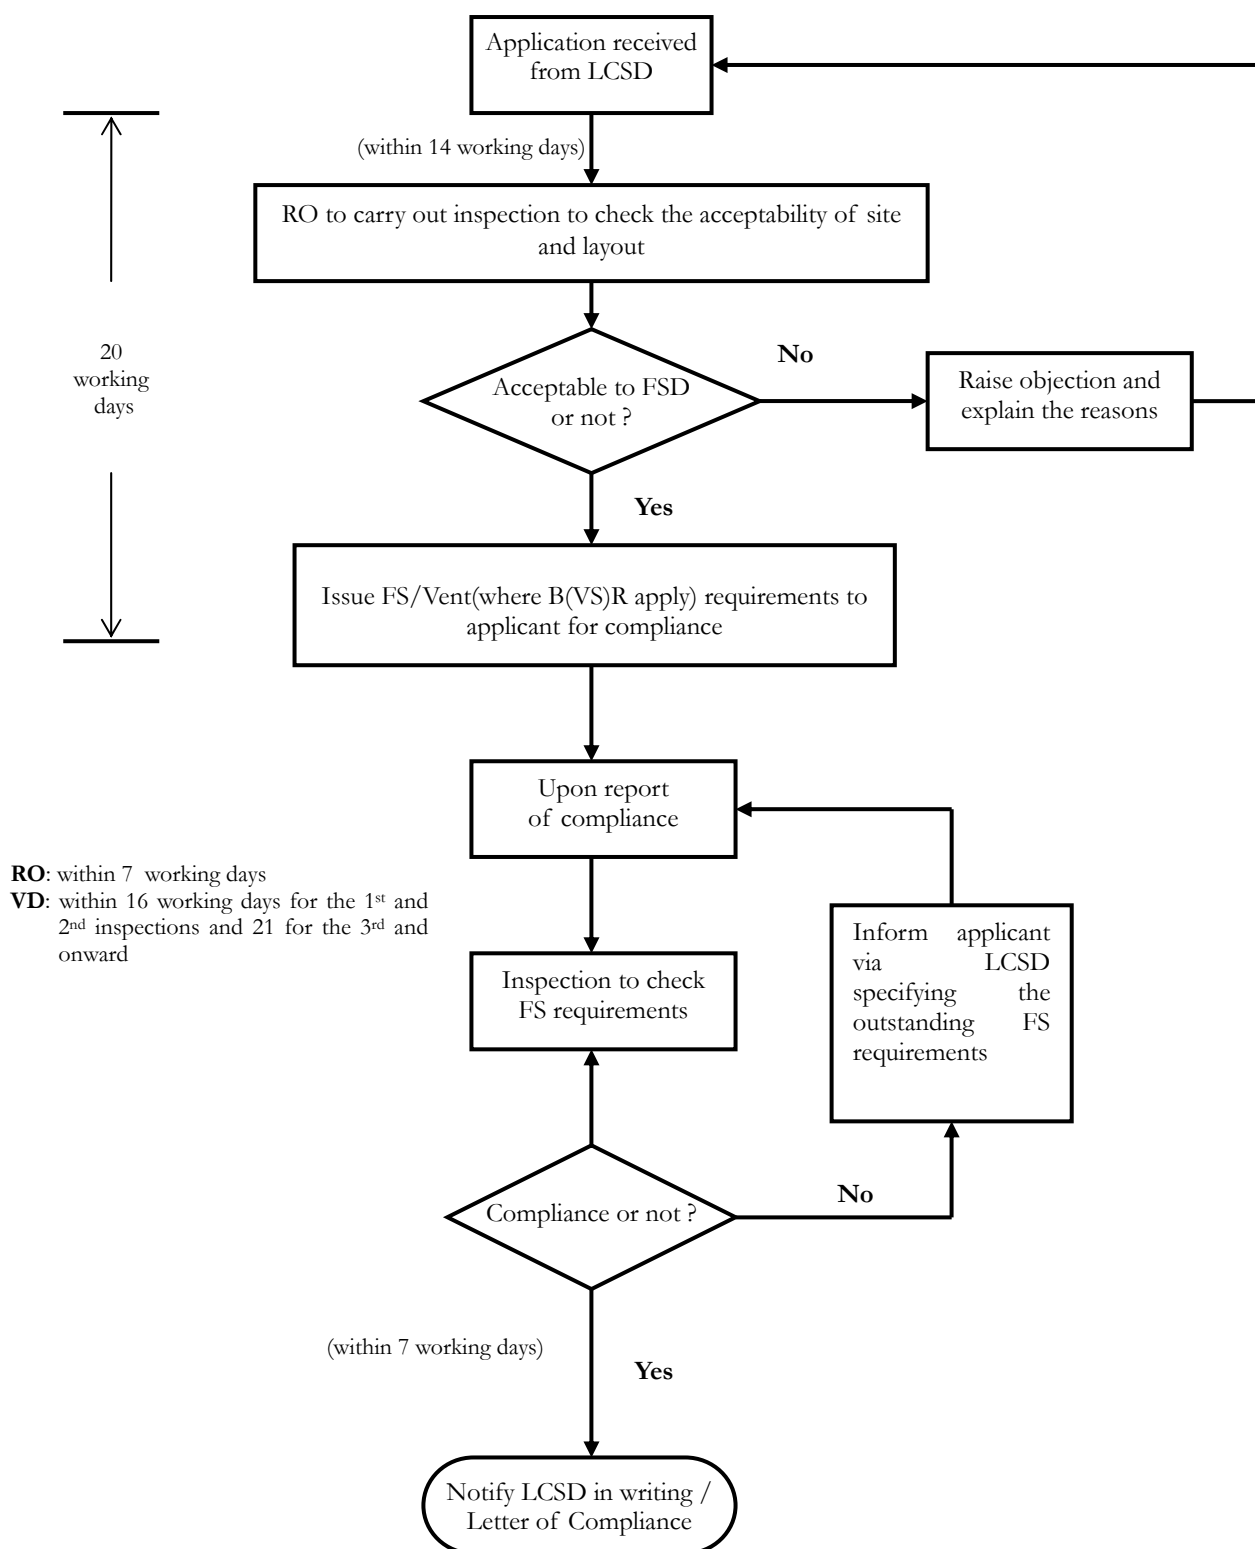 Application received
from LCSD
(within 14 working days)
RO to carry out inspection to check the acceptability of site
and layout
20
working
days
Acceptable to FSD
or not ?
No
Raise objection and
explain the reasons
Yes
Issue FS/Vent(where B(VS)R apply) requirements to
applicant for compliance
Upon report
of compliance
RO: within 7 working days
VD: within 16 working days for the 1st and
2nd inspections and 21 for the 3rd and
onward
Inspection to check
FS requirements
Inform applicant
via LCSD
specifying the
outstanding FS
requirements
Compliance or not ?
No
(within 7 working days)
Yes
Notify LCSD in writing /
Letter of Compliance